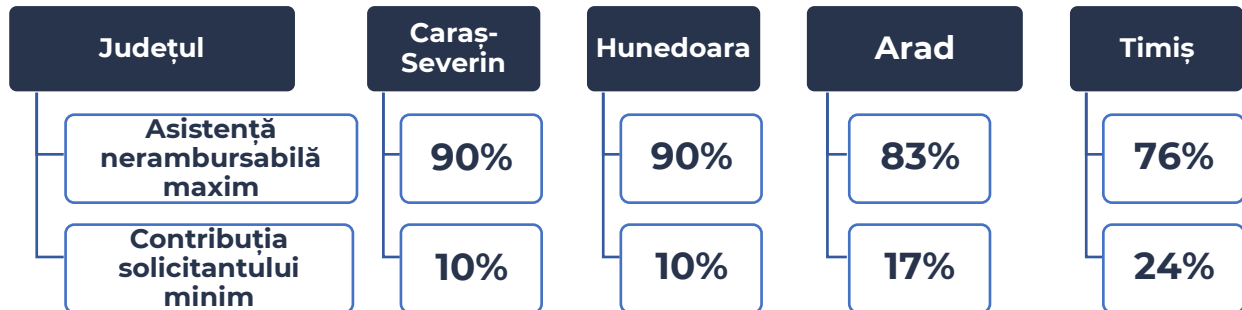 Județul
Caraș-
Severin
Hunedoara
Arad
Timiș
Asistență
nerambursabilă
maxim
90%
90%
83%
76%
Contribuția
solicitantului
minim
10%
10%
17%
24%